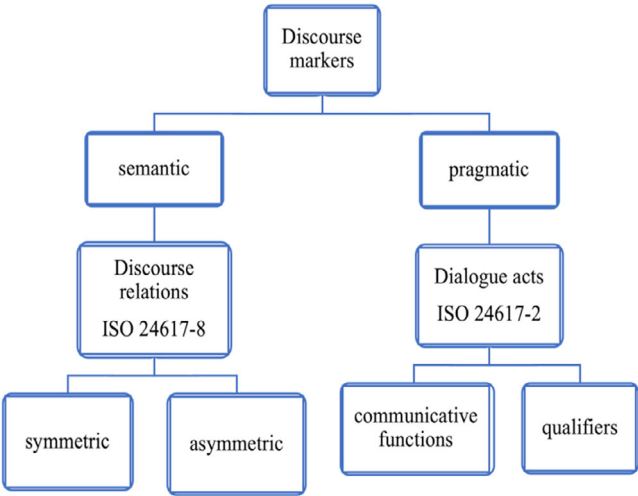 Discourse
markers
semantic
pragmatic
Discourse
relations
ISO 24617-8
Dialogue acts
ISO 24617-2
symmetric
asymmetric
communicative
functions
qualifiers